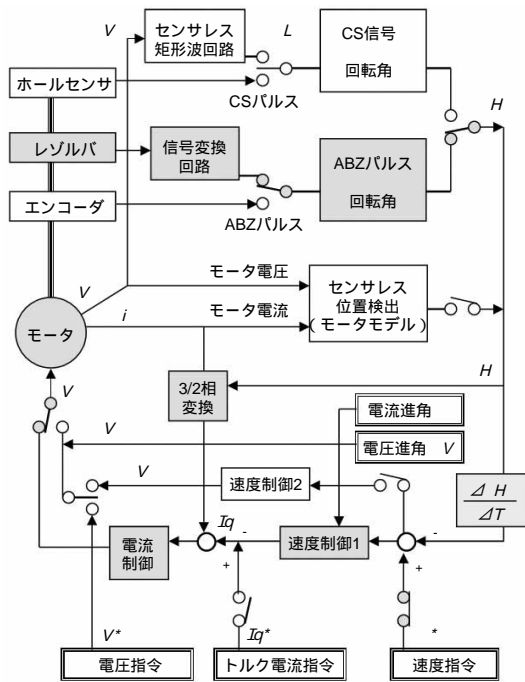 V
センサレス
矩形波回路
L
CS信号
回転角
ホールセンサ
CSパルス
H
レゾルバ
信号変換
回路
ABZパルス
回転角
エンコーダ
ABZパルス
V
モータ電圧
センサレス
位置検出
(モータモデル)
モータ
i
モータ電流
3/2相
変換
H
V
電流進角
V
電圧進角 V
V
速度制御2
⊿ H
⊿T
Iq
-
電流
制御
速度制御1
-
+
+
V*
Iq*
*
電圧指令
トルク電流指令
速度指令